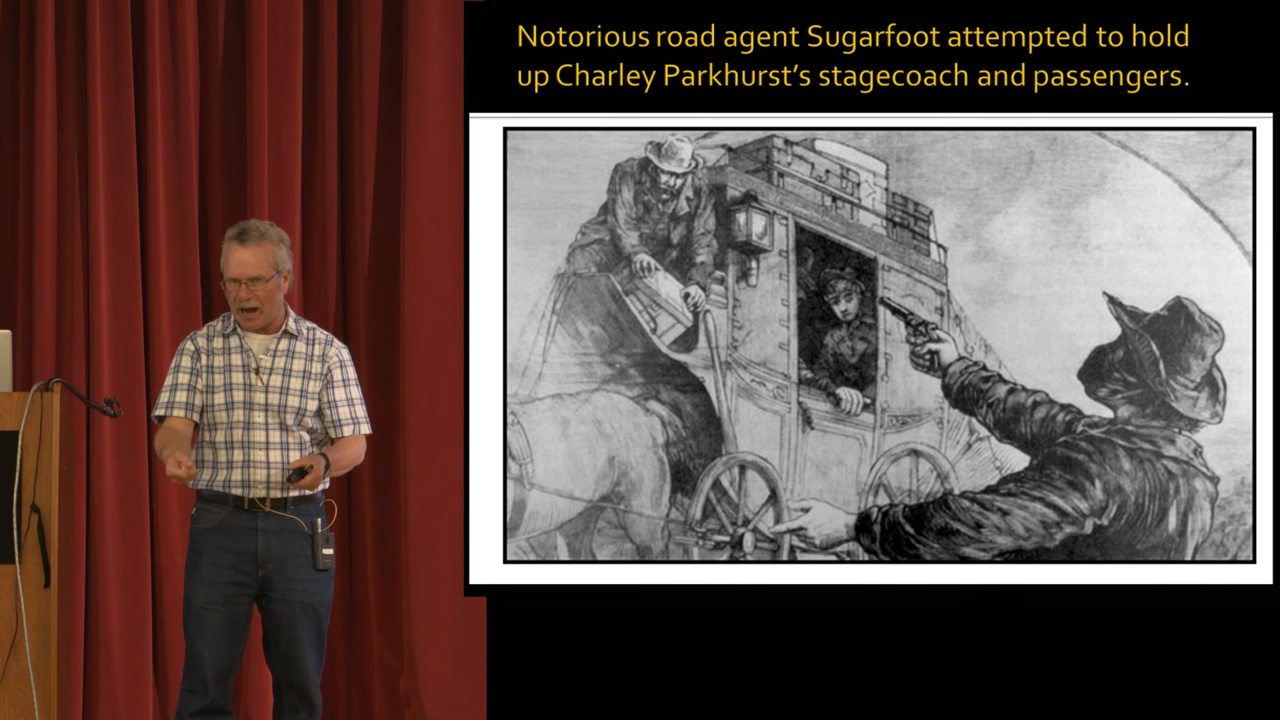 Notorious road agent Sugarfoot attempted to hold
up Charley Parkhurst’s stagecoach and passengers.